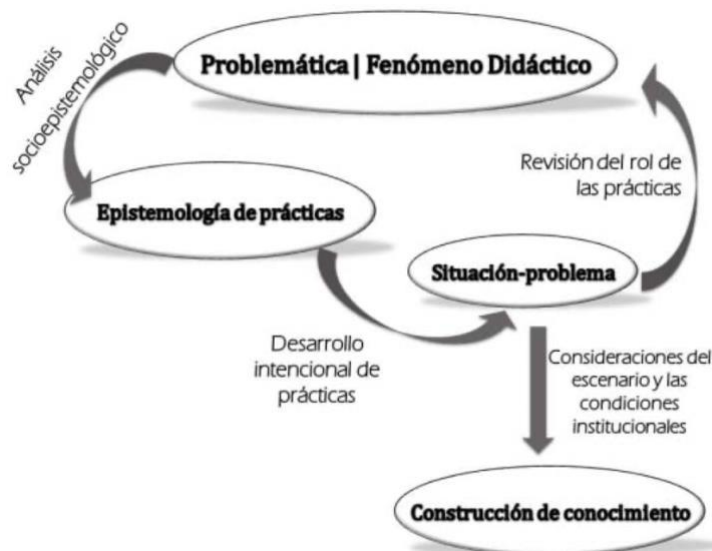 Problemática | Fenómeno Didáctico
Análisis
socioepistemológico
Revisión del rol de
las prácticas
Epistemología de prácticas
Situación-problema
Desarrollo
intencional de
prácticas
Consideraciones del
escenario y las
condiciones
institucionales
Construcción de conocimiento